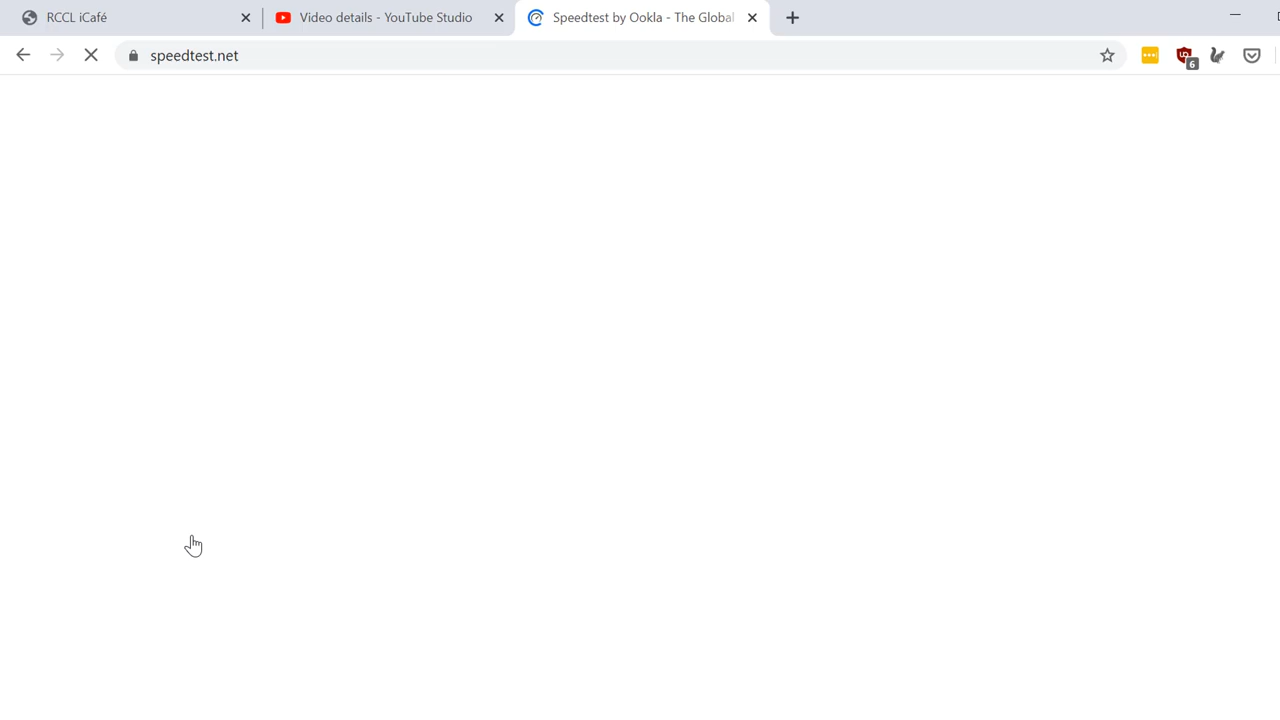 RCCL iCafé
Video details - YouTube Studio
Speedtest by Ookla - The Global
speedtest.net
6